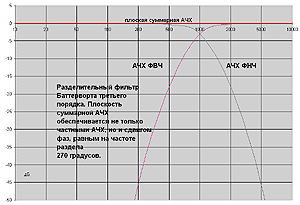 плоская суммарная АЧХ
АЧХ ФВЧ АЧХ ФНЧ
Разделительный фильтр
Баттерворта третьего
порядка. Плоскость
суммарной АЧХ
обеспечивается не только
частными АЧХ, но и сдвигом
фаз, равным на частоте
раздела
270 градусов.
дБ